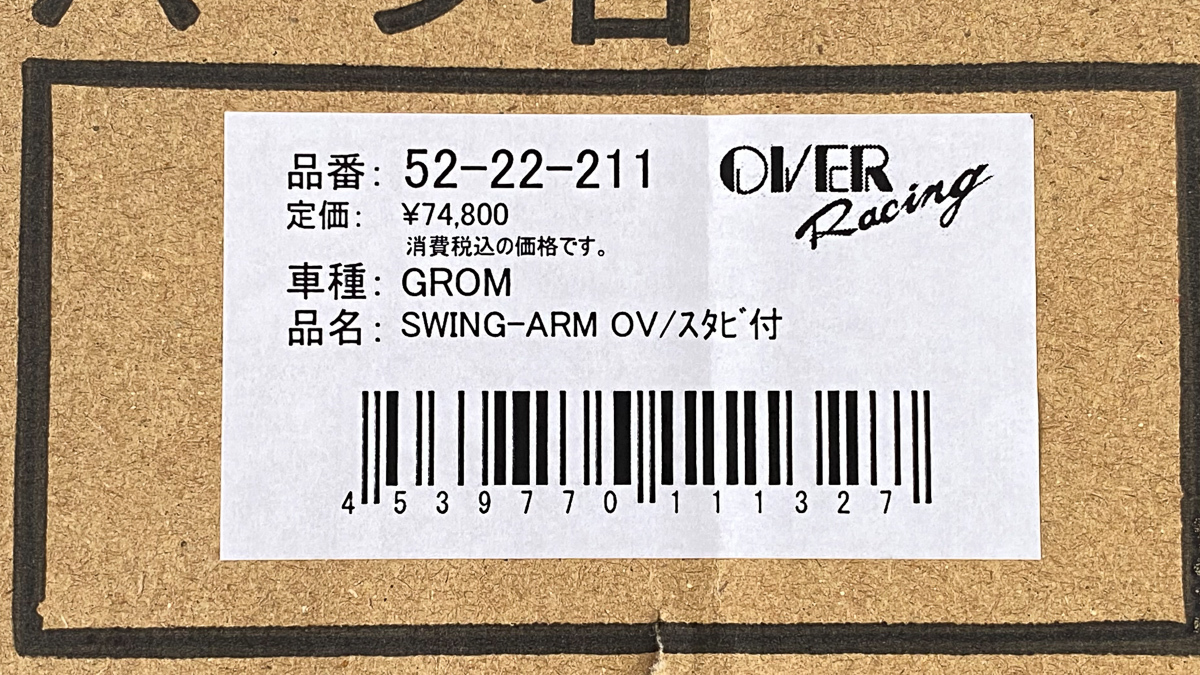 品番: 52-22-211
OVER
Racing
定価: ¥74,800
消費税込の価格です。
車種: GROM
品名: SWING-ARM OV/ｽﾀﾋﾞ付
4 539770 111327